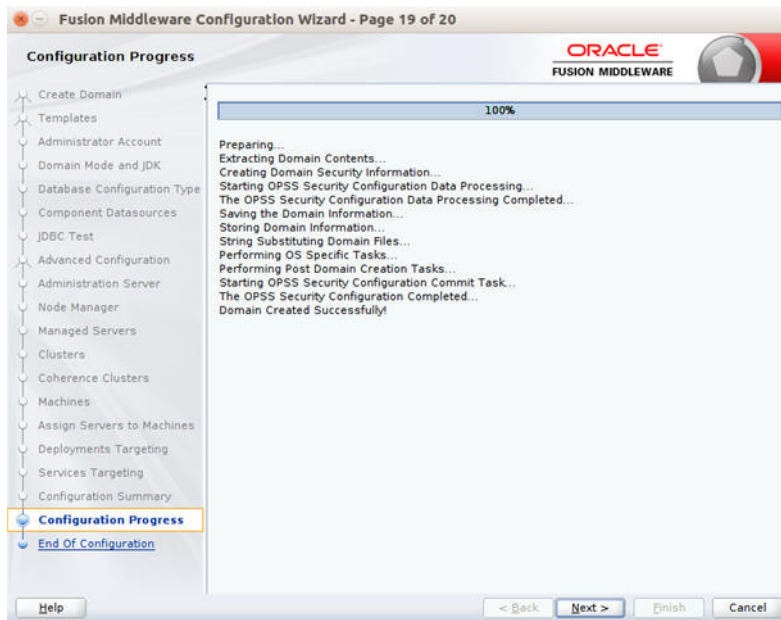 Fusion Middleware Configuration Wizard - Page 19 of 20
Configuration Progress
ORACLE
FUSION MIDDLEWARE
Create Domain
Templates
Administrator Account
Domain Mode and JDK
Database Configuration Type
Component Datasources
JDBC Test
Advanced Configuration
Administration Server
Node Manager
Managed Servers
Clusters
Coherence Clusters
Machines
Assign Servers to Machines
Deployments Targeting
Services Targeting
Configuration Summary
Configuration Progress
End Of Configuration
100%
Preparing...
Extracting Domain Contents...
Creating Domain Security Information...
Starting OPSS Security Configuration Data Processing...
The OPSS Security Configuration Data Processing Completed...
Saving the Domain Information...
Storing Domain Information...
String Substituting Domain Files...
Performing OS Specific Tasks...
Performing Post Domain Creation Tasks...
Starting OPSS Security Configuration Commit Task...
The OPSS Security Configuration Completed...
Domain Created Successfully!
Help
< Back
Next >
Finish
Cancel